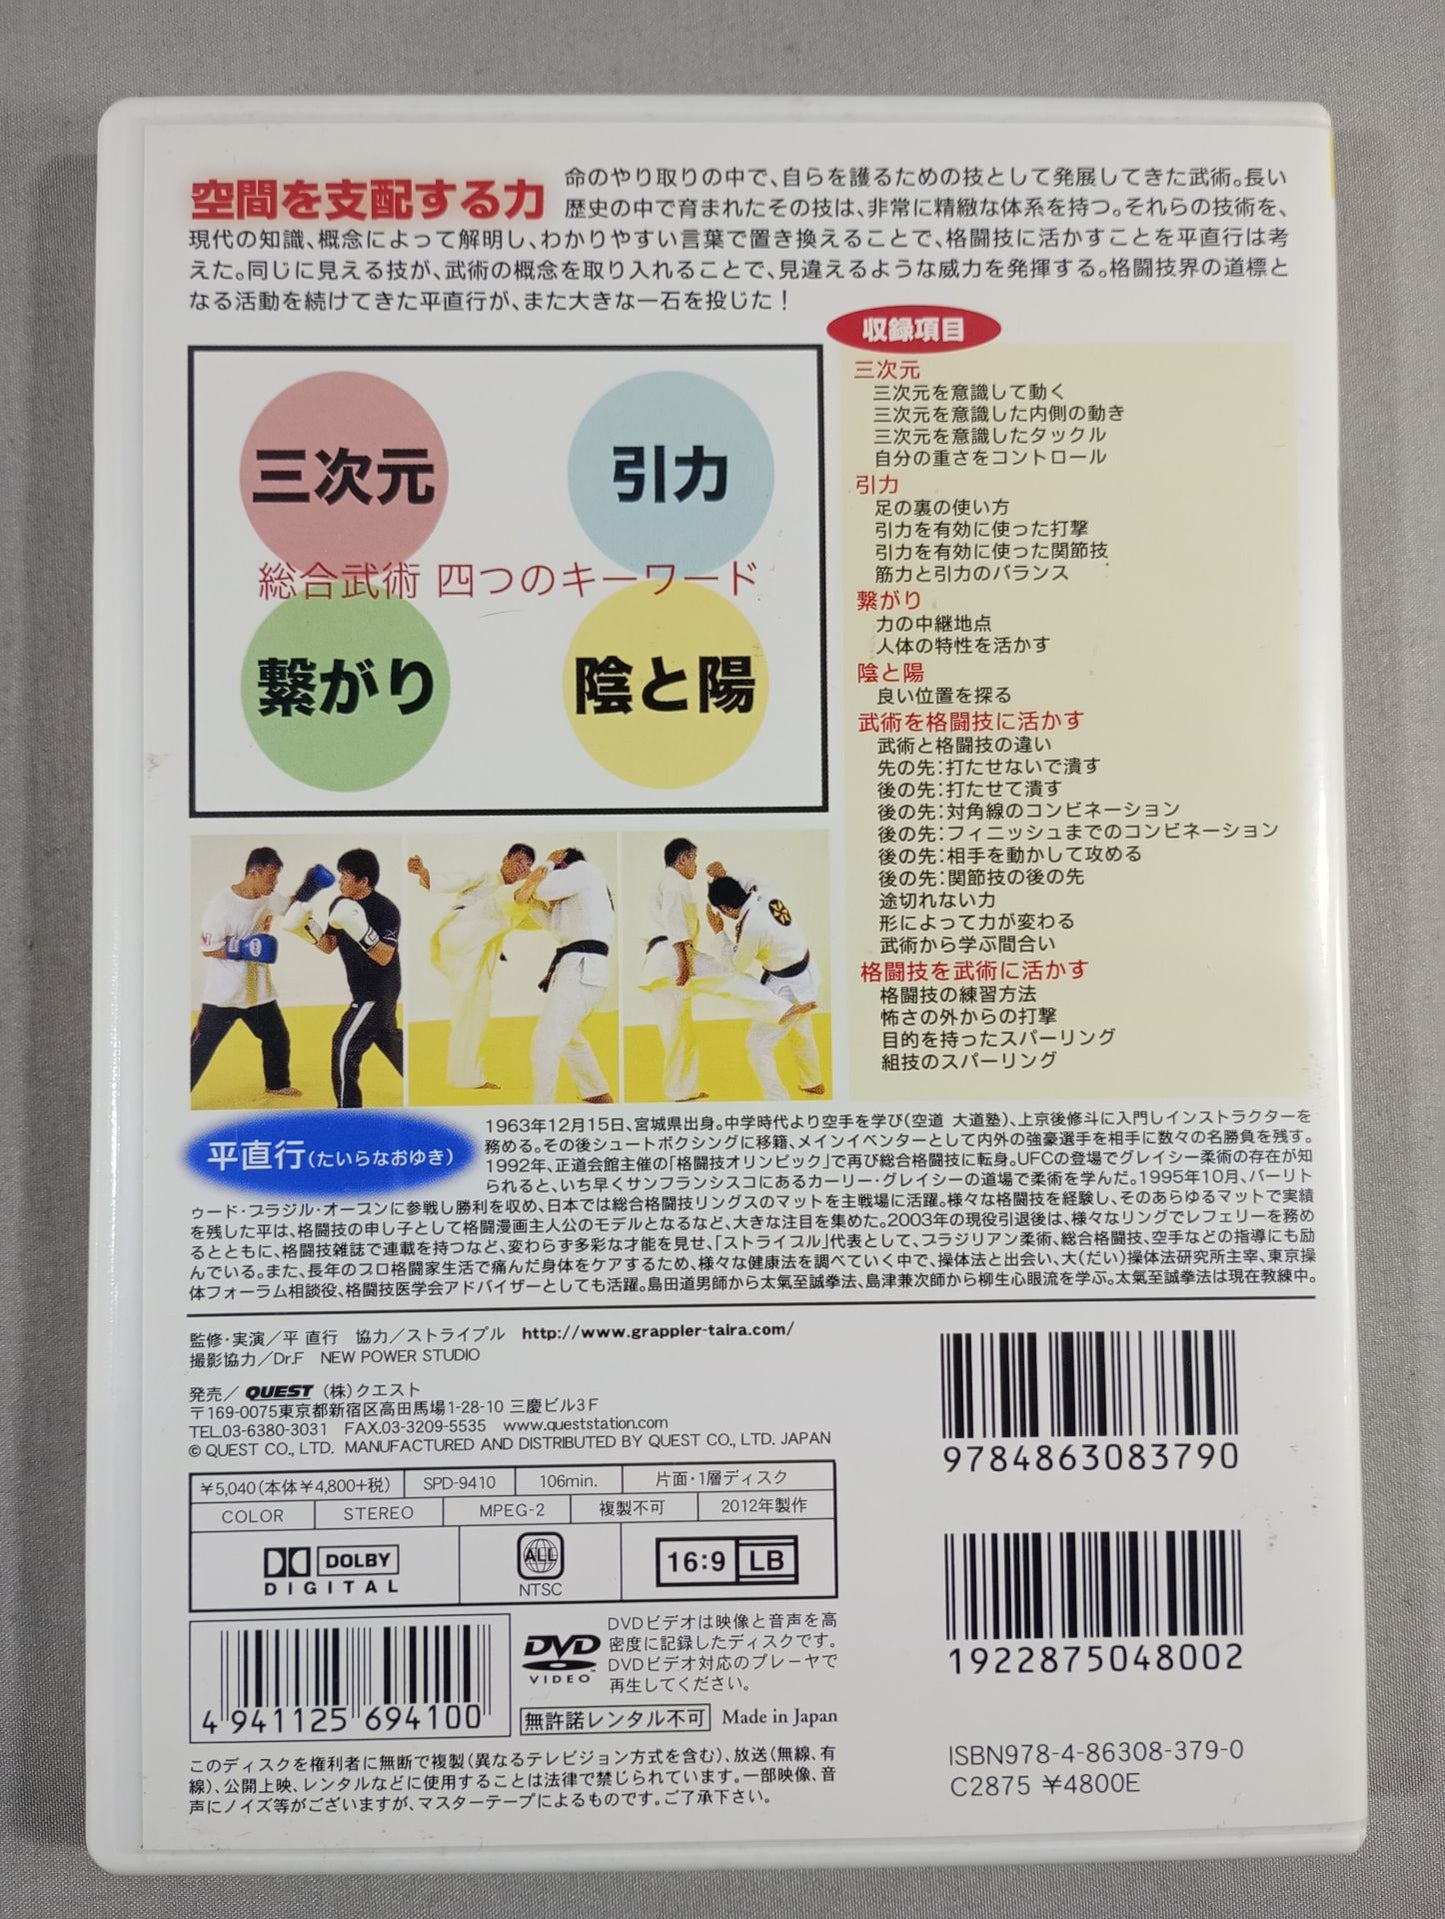 空間を支配する力
命のやり取りの中で、自らを護るための技として発展してきた武術。長い
歴史の中で育まれたその技は、非常に精緻な体系を持つ。それらの技術を、
現代の知識、概念によって解明し、わかりやすい言葉で置き換えることで、格闘技に活かすことを平直行は考
えた。同じに見える技が、武術の概念を取り入れることで、見違えるような威力を発揮する。格闘技界の道標と
なる活動を続けてきた平直行が、また大きな一石を投じた！
三次元
引力
総合武術 四つのキーワード
繋がり
陰と陽
収録項目
三次元
三次元を意識して動く
三次元を意識した内側の動き
三次元を意識したタックル
自分の重さをコントロール
引力
足の裏の使い方
引力を有効に使った打撃
引力を有効に使った関節技
筋力と引力のバランス
繋がり
力の中継地点
人体の特性を活かす
陰と陽
良い位置を探る
武術を格闘技に活かす
武術と格闘技の違い
先の先：打たせないで潰す
後の先：打たせて潰す
後の先：対角線のコンビネーション
後の先：フィニッシュまでのコンビネーション
後の先：相手を動かして攻める
後の先：関節技の後の先
途切れない力
形によって力が変わる
武術から学ぶ間合い
格闘技を武術に活かす
格闘技の練習方法
怖さの外からの打撃
目的を持ったスパーリング
組技のスパーリング
平直行(たいらなおゆき)
1963年12月15日、宮城県出身。中学時代より空手を学び(空道 大道塾)、上京後修斗に入門しインストラクターを
務める。その後シュートボクシングに移籍、メインイベンターとして内外の強豪選手を相手に数々の名勝負を残す。
1992年、正道会館主催の「格闘技オリンピック」で再び総合格闘技に転身。UFCの登場でグレイシー柔術の存在が知
られると、いち早くサンフランシスコにあるカーリー・グレイシーの道場で柔術を学んだ。1995年10月、バーリト
ゥード・ブラジル・オープンに参戦し勝利を収め、日本では総合格闘技リングスのマットを主戦場に活躍。様々な格闘技を経験し、そのあらゆるマットで実績
を残した平は、格闘技の申し子として格闘漫画主人公のモデルとなるなど、大きな注目を集めた。2003年の現役引退後は、様々なリングでレフェリーを務め
るとともに、格闘技雑誌で連載を持つなど、変わらず多彩な才能を見せ、「ストライプル」代表として、ブラジリアン柔術、総合格闘技、空手などの指導にも励
んでいる。また、長年のプロ格闘家生活で痛んだ身体をケアするため、様々な健康法を調べていく中で、操体法と出会い、大(だい)操体法研究所主宰、東京操
体フォーラム相談役、格闘技医学会アドバイザーとしても活躍。島田道男師から太氣至誠拳法、島津兼次師から柳生心眼流を学ぶ。太氣至誠拳法は現在教練中。
監修・実演／平 直行　協力／ストライプル　http://www.grappler-taira.com/
撮影協力／Dr.F　NEW POWER STUDIO
発売／ QUEST (株)クエスト
〒169-0075東京都新宿区高田馬場1-28-10 三慶ビル3F
TEL.03-6380-3031　FAX.03-3209-5535　www.queststation.com
© QUEST CO., LTD. MANUFACTURED AND DISTRIBUTED BY QUEST CO., LTD. JAPAN
￥5,040(本体￥4,800+税) SPD-9410 106min. 片面・1層ディスク
COLOR STEREO MPEG-2 複製不可 2012年製作
DOLBY
DIGITAL
ALL
NTSC
16:9 LB
4941125694100
DVD
VIDEO
DVDビデオは映像と音声を高
密度に記録したディスクです。
DVDビデオ対応のプレーヤで
再生してください。
無許諾レンタル不可 Made in Japan
このディスクを権利者に無断で複製(異なるテレビジョン方式を含む)、放送(無線、有
線)、公開上映、レンタルなどに使用することは法律で禁じられています。一部映像、音
声にノイズ等がございますが、マスターテープによるものです。ご了承下さい。
9784863083790
1922875048002
ISBN978-4-86308-379-0
C2875 ￥4800E